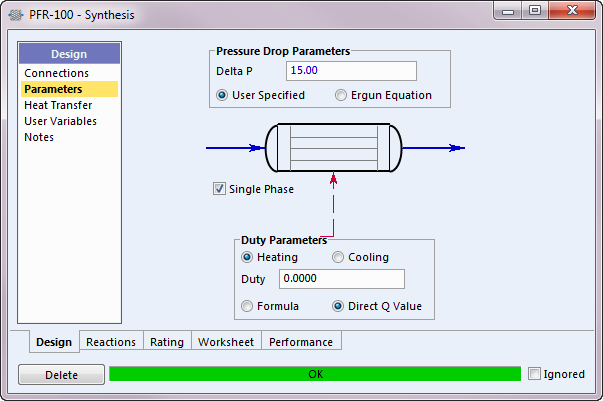 PFR-100 - Synthesis
Design
Connections
Parameters
Heat Transfer
User Variables
Notes
Pressure Drop Parameters
Delta P 15.00
User Specified Ergun Equation
Single Phase
Duty Parameters
Heating Cooling
Duty 0.0000
Formula Direct Q Value
Design Reactions Rating Worksheet Performance
Delete OK Ignored